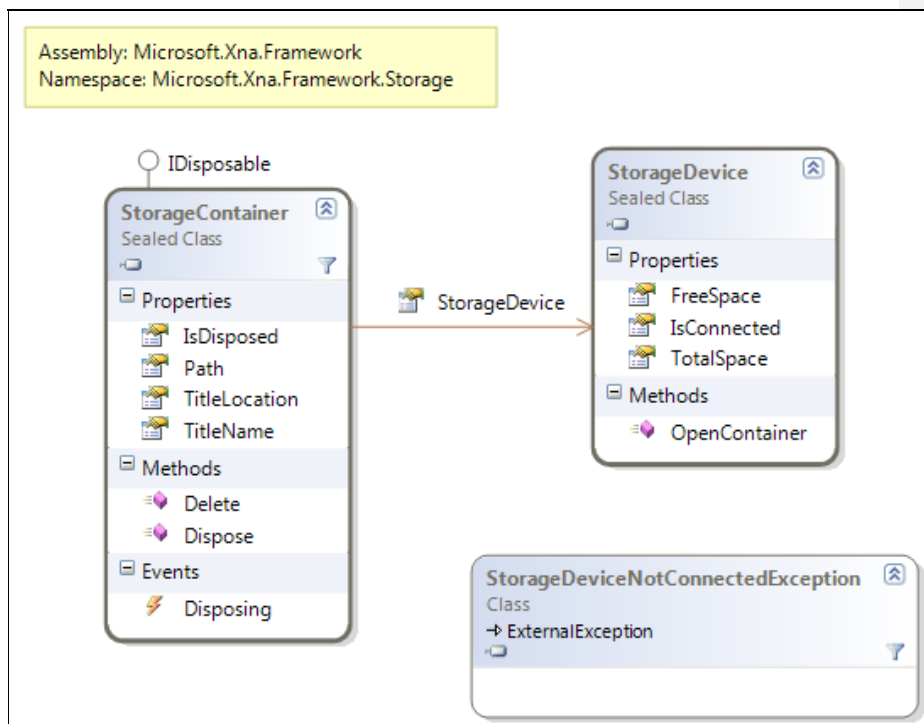 Assembly: Microsoft.Xna.Framework
Namespace: Microsoft.Xna.Framework.Storage
IDisposable
StorageContainer
Sealed Class
Properties
IsDisposed
Path
TitleLocation
TitleName
Methods
Delete
Dispose
Events
Disposing
StorageDevice
StorageDevice
Sealed Class
Properties
FreeSpace
IsConnected
TotalSpace
Methods
OpenContainer
StorageDeviceNotConnectedException
Class
ExternalException